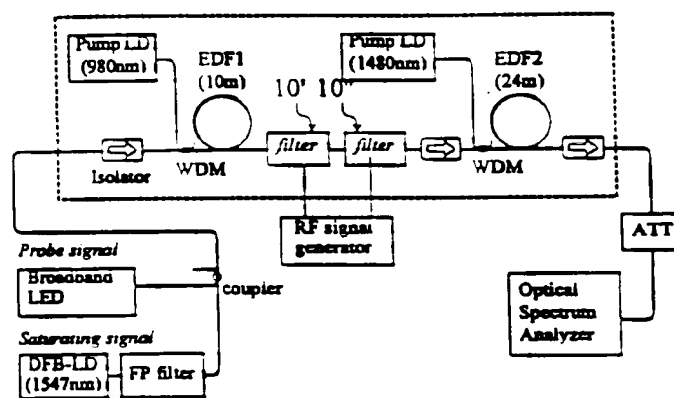 Pump LD
(980nm)
EDF1
(10m)
Pump LD
(1480nm)
EDF2
(24m)
10' 10"
filter
filter
WDM
WDM
Isolator
RF signal
generator
ATT
Probe signal
Broadband
LED
coupler
Optical
Spectrum
Analyzer
Saturating signal
DFB-LD
(1547nm)
FP filter